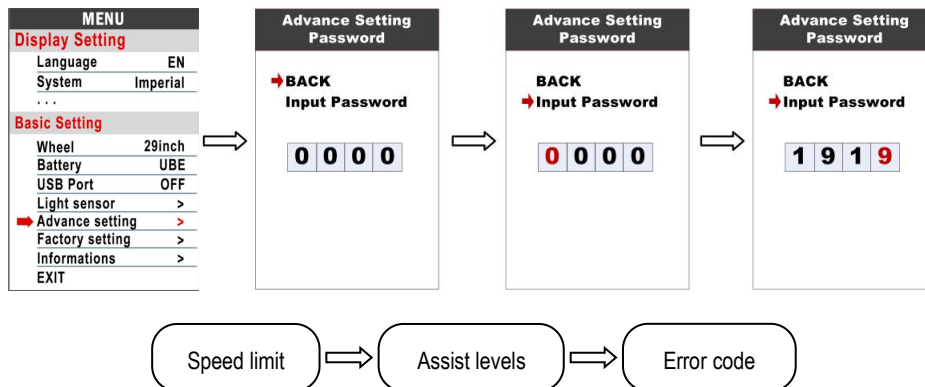 MENU
Display Setting
Language EN
System Imperial
. . .
Basic Setting
Wheel 29inch
Battery UBE
USB Port OFF
Light sensor >
Advance setting >
Factory setting >
Informations >
EXIT
Advance Setting
Password
BACK
Input Password
0 0 0 0
Advance Setting
Password
BACK
Input Password
0 0 0 0
Advance Setting
Password
BACK
Input Password
1 9 1 9
Speed limit
Assist levels
Error code